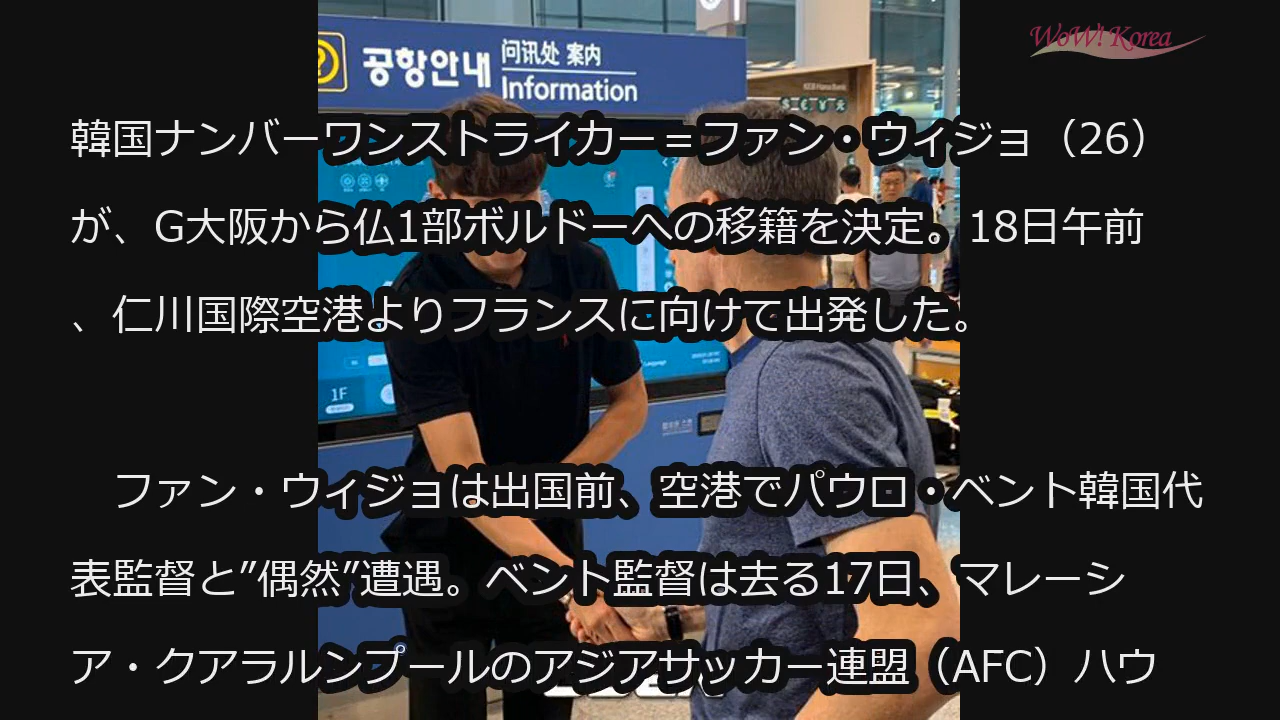 WoW! Korea
공항안내
问讯处 案内
Information
韓国ナンバーワンストライカー＝ファン・ウィジョ（26）
が、G大阪から仏1部ボルドーへの移籍を決定。18日午前
、仁川国際空港よりフランスに向けて出発した。
1F
ファン・ウィジョは出国前、空港でパウロ・ベント韓国代
表監督と”偶然”遭遇。ベント監督は去る17日、マレーシ
ア・クアラルンプールのアジアサッカー連盟（AFC）ハウ